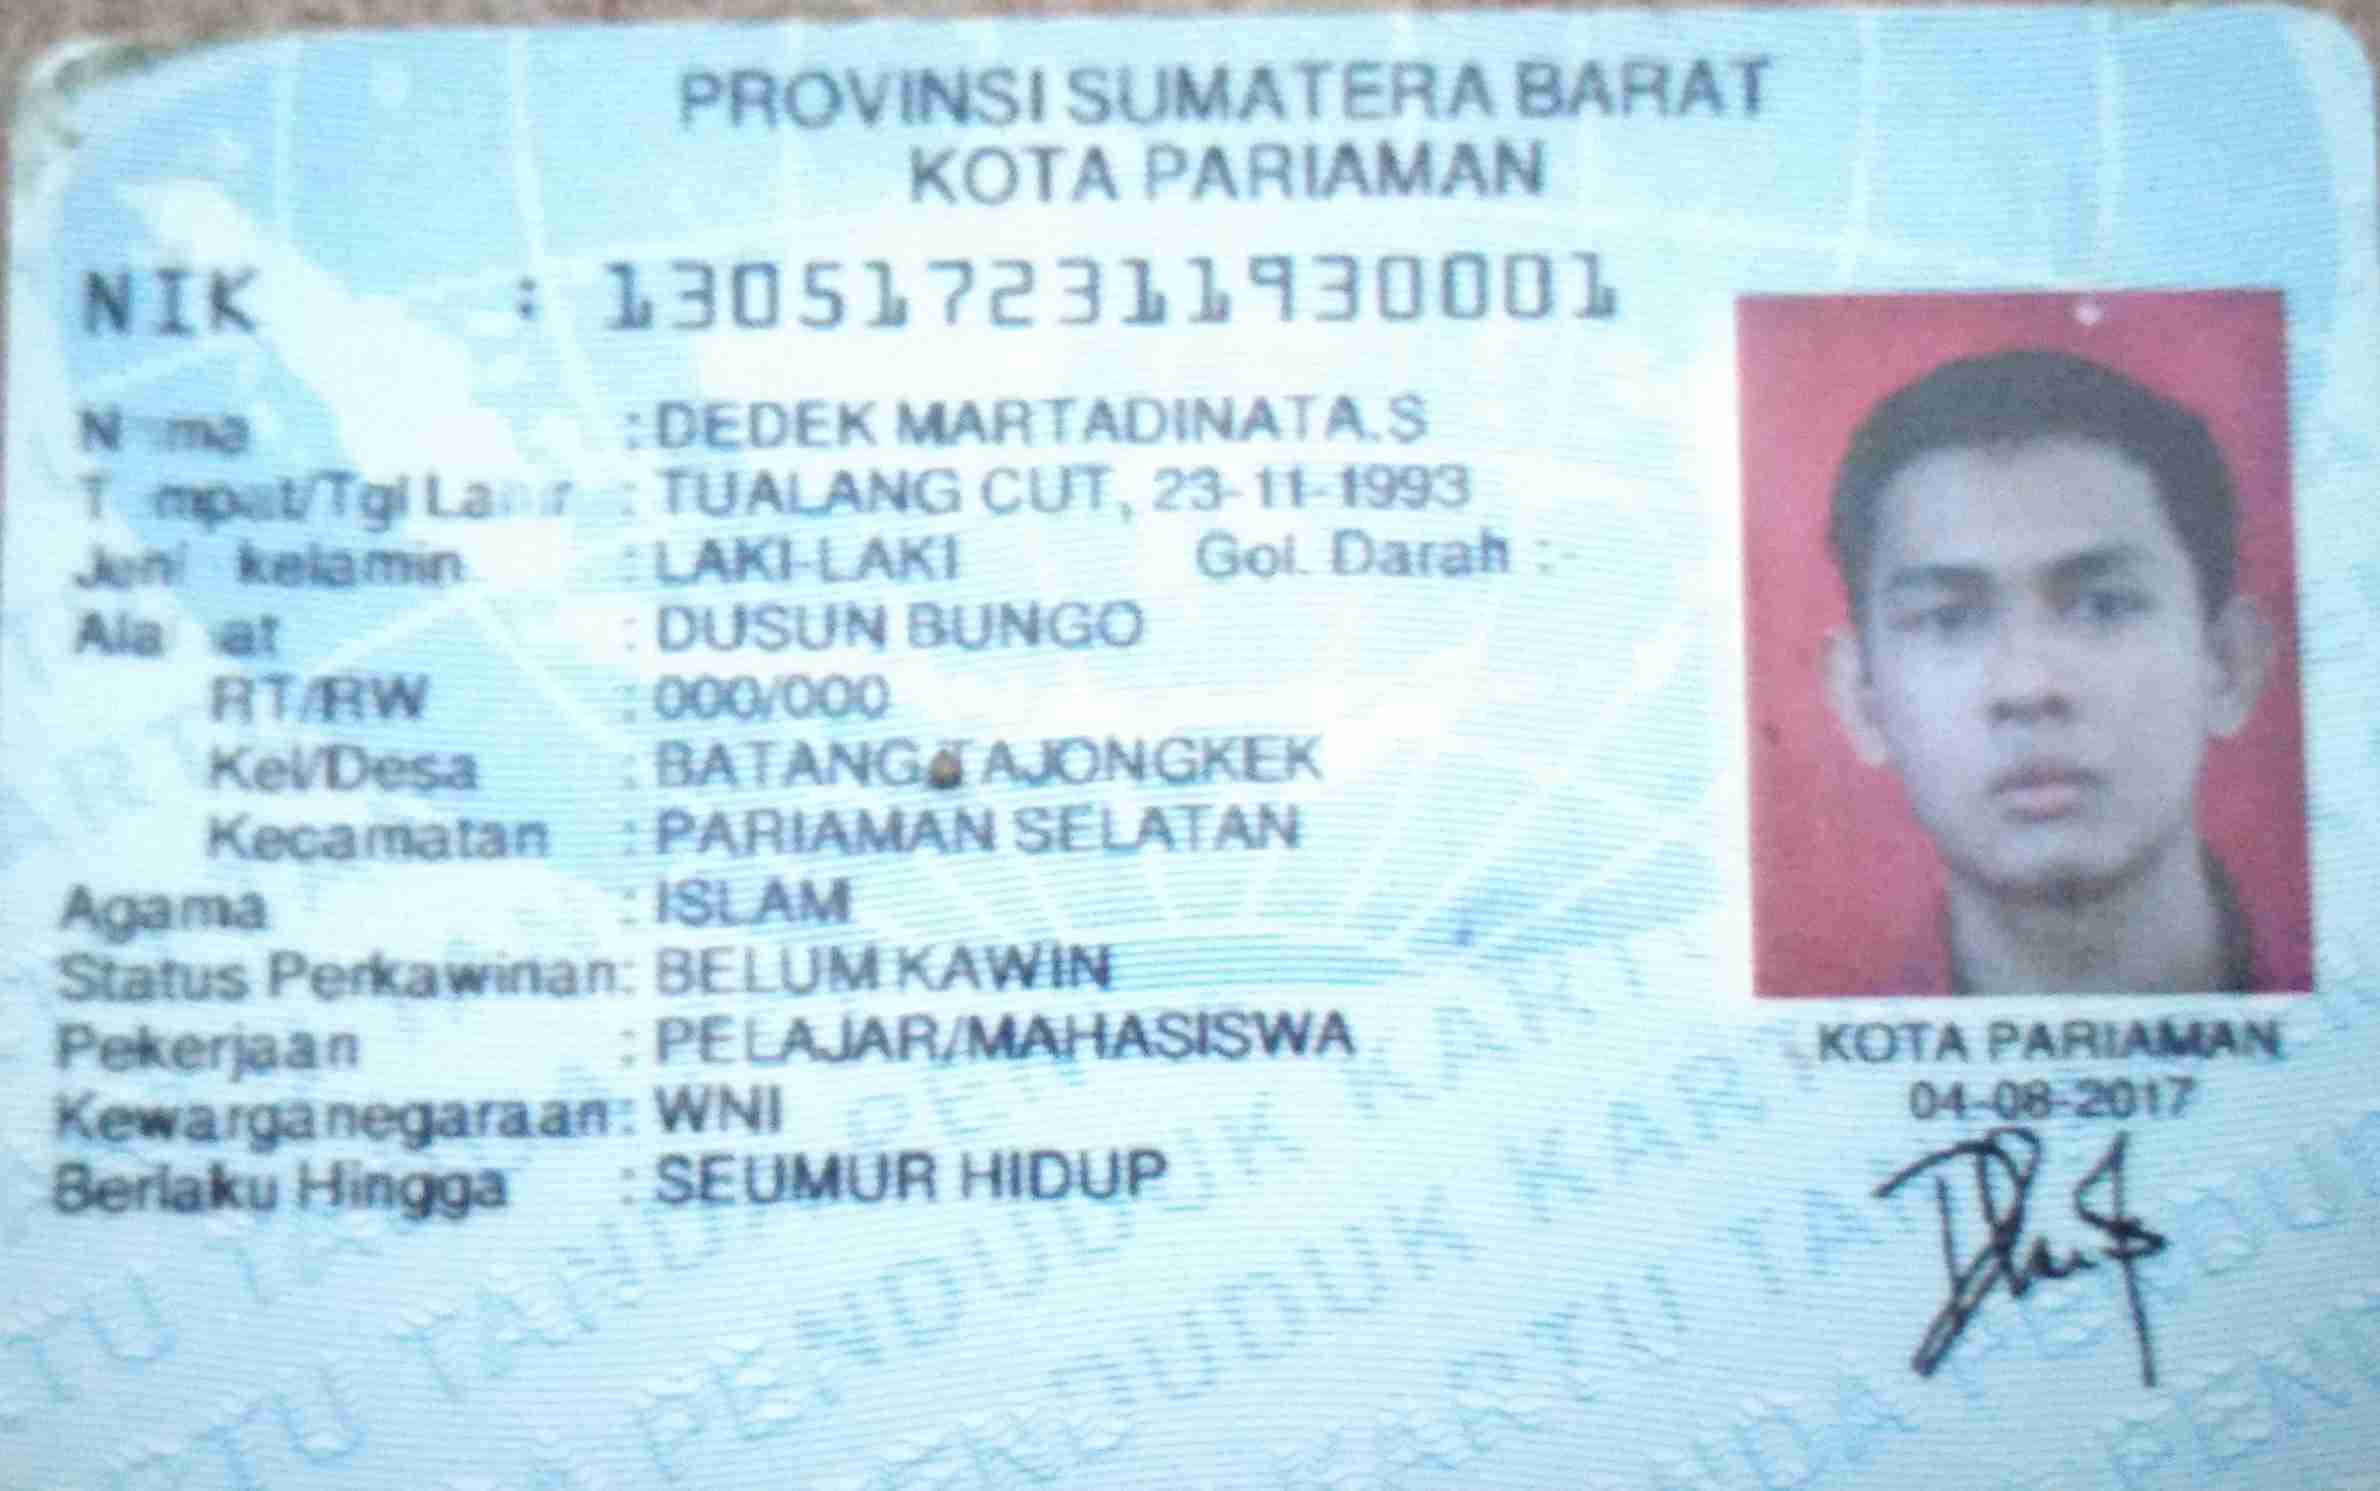 PROVINSI SUMATERA BARAT
KOTA PARIAMAN
NIK : 1305172311930001
Nama : DEDEK MARTADINATA.S
Tempat/Tgl Lahir : TUALANG CUT, 23-11-1993
Jenis kelamin : LAKI-LAKI Gol. Darah : -
Alamat : DUSUN BUNGO
RT/RW : 000/000
Kel/Desa : BATANG TAJONGKEK
Kecamatan : PARIAMAN SELATAN
Agama : ISLAM
Status Perkawinan: BELUM KAWIN
Pekerjaan : PELAJAR/MAHASISWA
Kewarganegaraan: WNI
Berlaku Hingga : SEUMUR HIDUP
KOTA PARIAMAN
04-08-2017